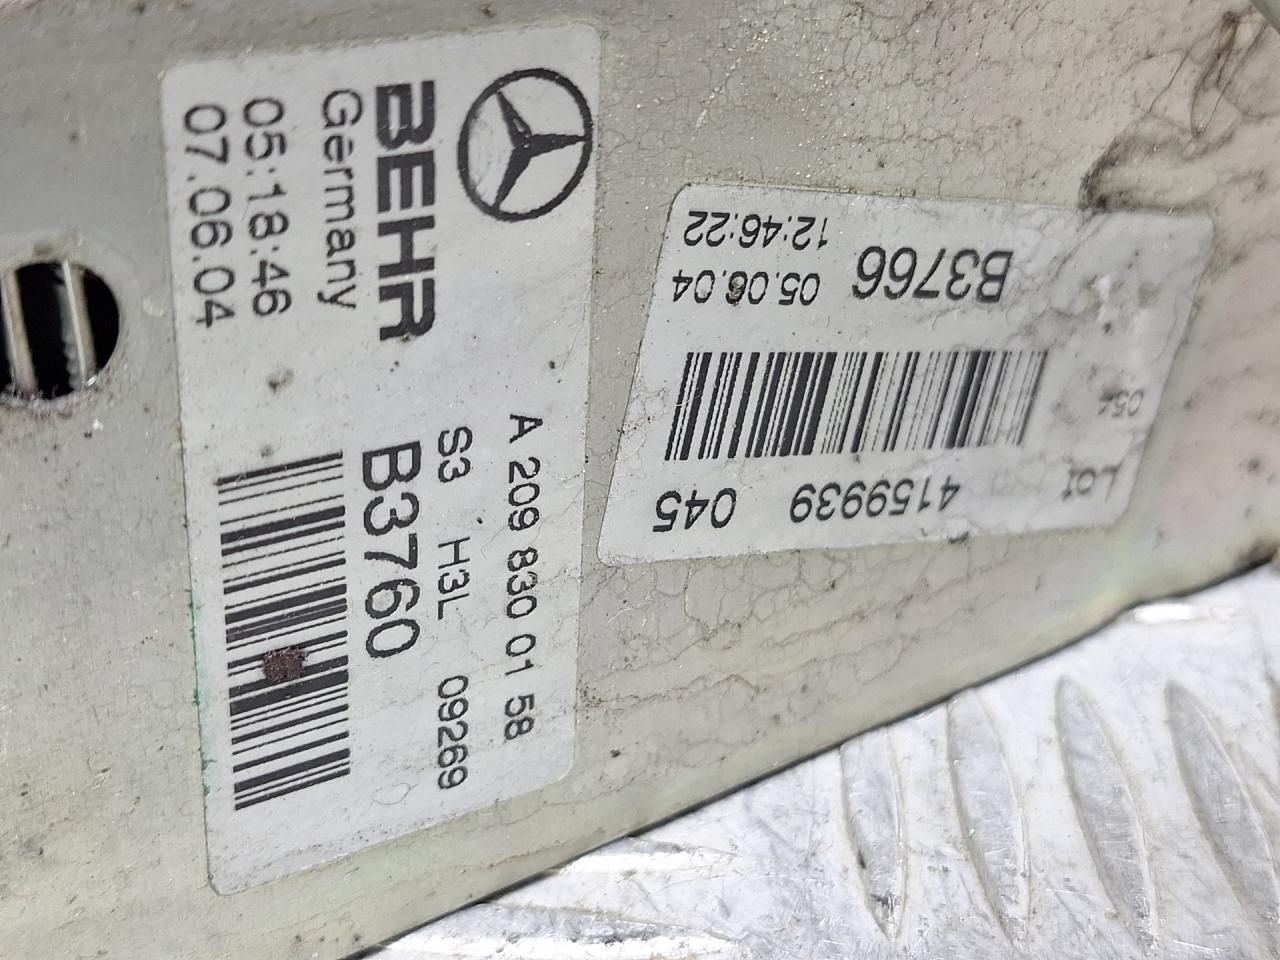 BEHR
Germany
05:18:46
07.06.04
A 209 830 01 58
S3 H3L 09269
B3760
Lot 4159939 045
054
B3766
05.06.04
12:46:22